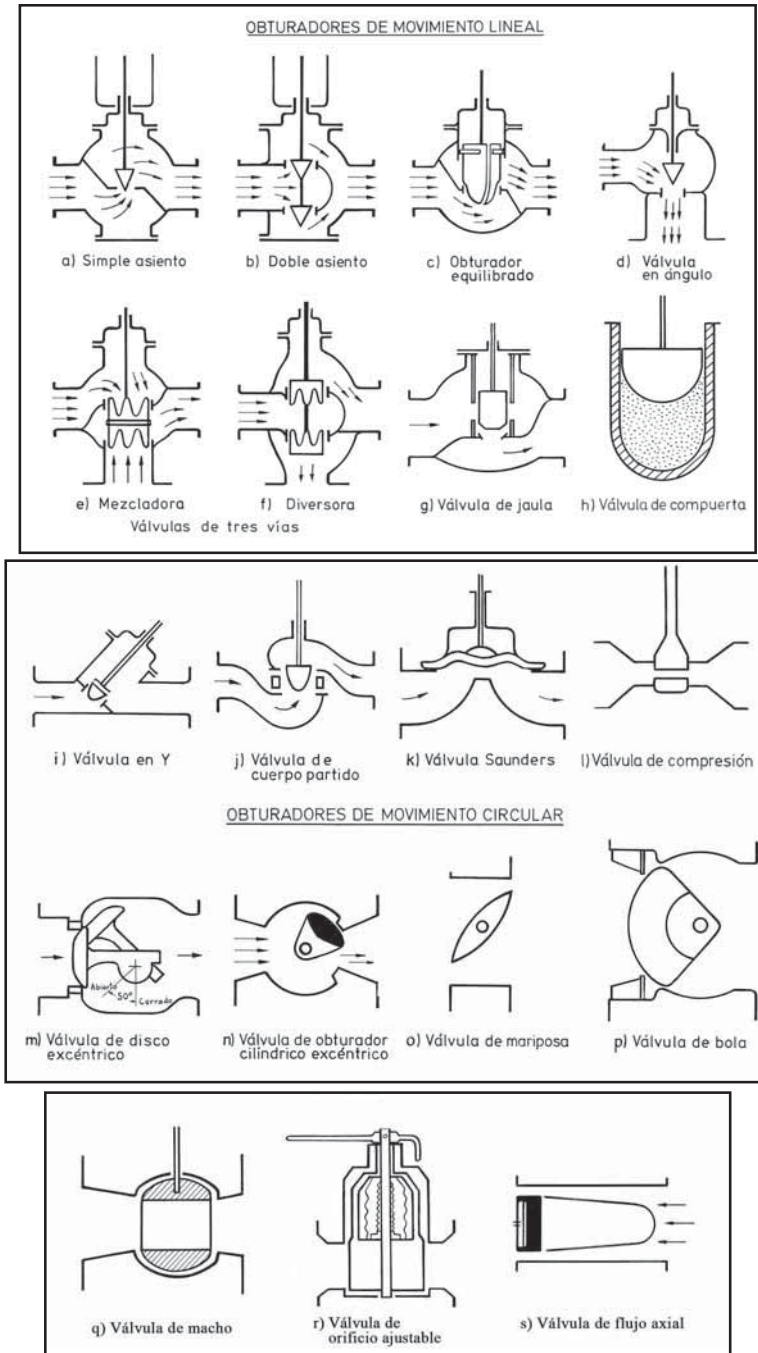 OBTURADORES DE MOVIMIENTO LINEAL
a) Simple asiento
b) Doble asiento
c) Obturador
equilibrado
d) Válvula
en ángulo
e) Mezcladora
f) Diversora
Válvulas de tres vías
g) Válvula de jaula
h) Válvula de compuerta
i) Válvula en Y
j) Válvula de
cuerpo partido
k) Válvula Saunders
l) Válvula de compresión
OBTURADORES DE MOVIMIENTO CIRCULAR
Abierto
50°
Cerrado
m) Válvula de disco
excéntrico
n) Válvula de obturador
cilíndrico excéntrico
o) Válvula de mariposa
p) Válvula de bola
q) Válvula de macho
r) Válvula de
orificio ajustable
s) Válvula de flujo axial